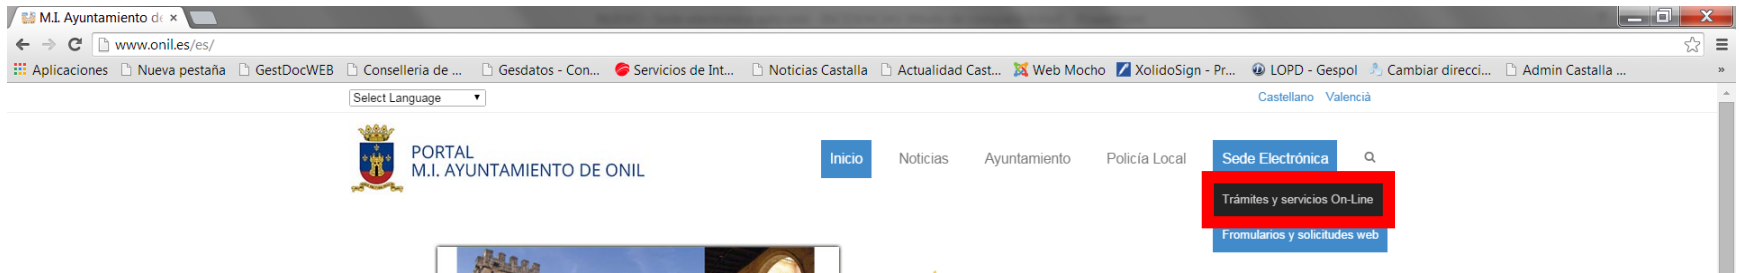 M.I. Ayuntamiento de
www.onil.es/es/
Aplicaciones Nueva pestaña GestDocWEB Conselleria de ... Gesdatos - Con... Servicios de Int... Noticias Castalla Actualidad Cast... Web Mocho XolidoSign - Pr... LOPD - Gespol Cambiar direcci... Admin Castalla ... »
Select Language
Castellano Valencià
PORTAL
M.I. AYUNTAMIENTO DE ONIL
Inicio Noticias Ayuntamiento Policía Local Sede Electrónica
Trámites y servicios On-Line
Fromularios y solicitudes web